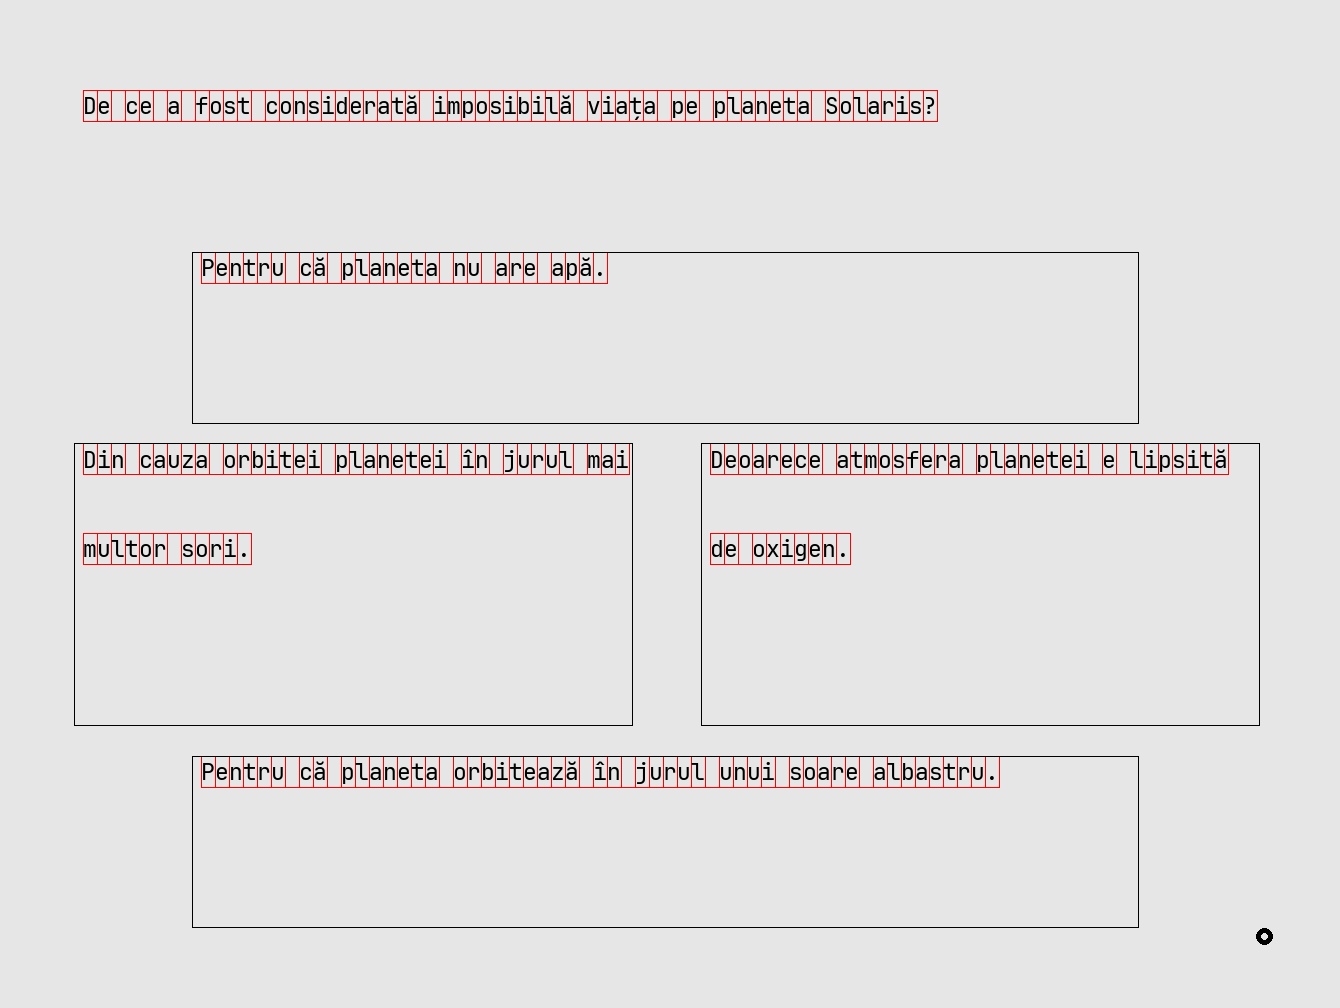 De ce a fost considerată imposibilă viața pe planeta Solaris?
Pentru că planeta nu are apă.
Din cauza orbitei planetei în jurul mai
multor sori.
Deoarece atmosfera planetei e lipsită
de oxigen.
Pentru că planeta orbitează în jurul unui soare albastru.